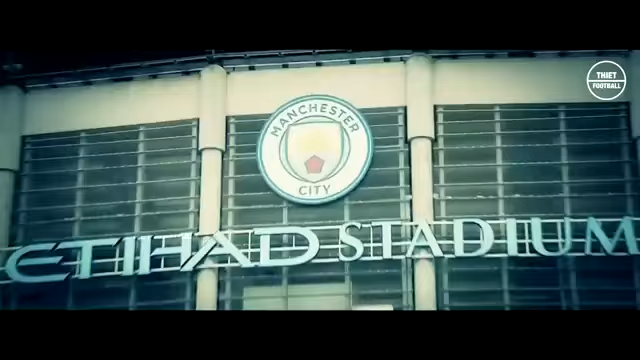 THIET
FOOTBALL
MANCHESTER
CITY
ETIHAD STADIUM